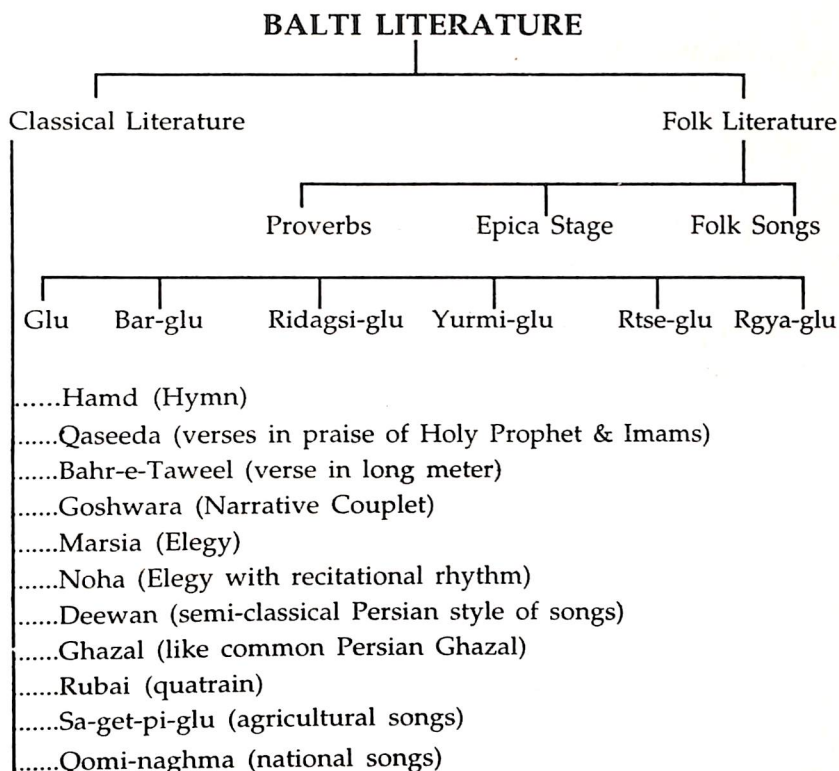 BALTI LITERATURE
Classical Literature Folk Literature
Proverbs Epica Stage Folk Songs
Glu Bar-glu Ridagsi-glu Yurmi-glu Rtse-glu Rgya-glu
......Hamd (Hymn)
......Qaseeda (verses in praise of Holy Prophet & Imams)
......Bahr-e-Taweel (verse in long meter)
......Goshwara (Narrative Couplet)
......Marsia (Elegy)
......Noha (Elegy with recitational rhythm)
......Deewan (semi-classical Persian style of songs)
......Ghazal (like common Persian Ghazal)
......Rubai (quatrain)
......Sa-get-pi-glu (agricultural songs)
......Qomi-naghma (national songs)